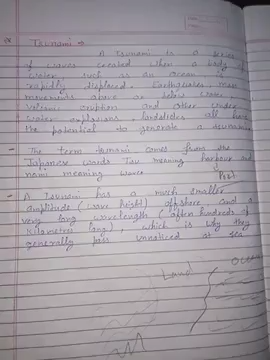 Tsunami →
A Tsunami is a series
of waves created when a body of
water, such as an ocean is
rapidly displaced. Earthquakes, mass
movements above or below water
volcanic eruption and other under
water explosions, landslides all have
the potential to generate a tsunami
- The term tsunami comes from the
Japanese words Tsu meaning harbour and
nami meaning waves
Port
- A Tsunami has a much smaller
amplitude (wave hight) offshore and a
very long wavelength (often hundreds of
kilometres long), which is why they
generally pass unnoticed at sea
Land
Ocean